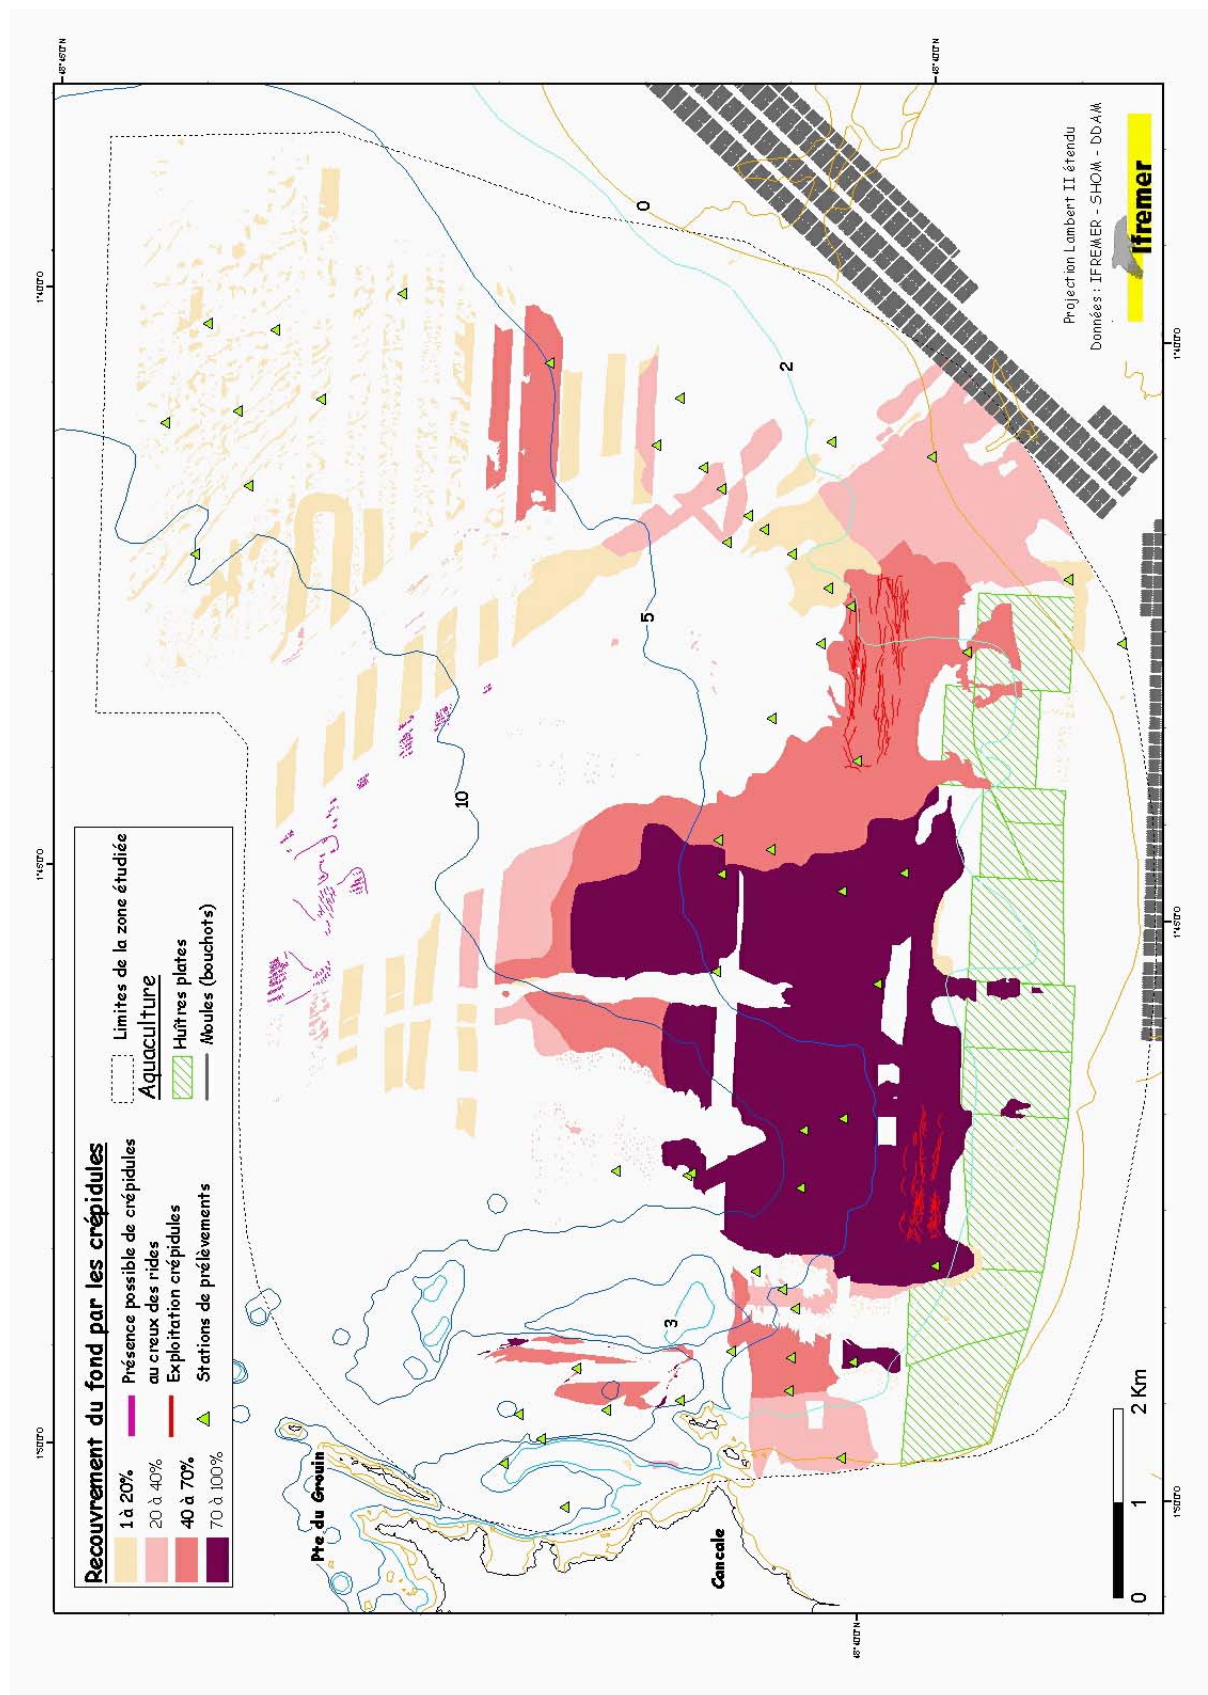 Recouvrement du fond par les crépidules
1 à 20%
20 à 40%
40 à 70%
70 à 100%
Présence possible de crépidules
au creux des rides
Exploitation crépidules
Stations de prélèvements
Limites de la zone étudiée
Aquaculture
Huîtres plates
Moules (bouchots)
Pte du Grouin
Cancale
10
5
3
2
0
0 1 2 Km
Projection Lambert II étendu
Données : IFREMER - SHOM - DDAM
Ifremer